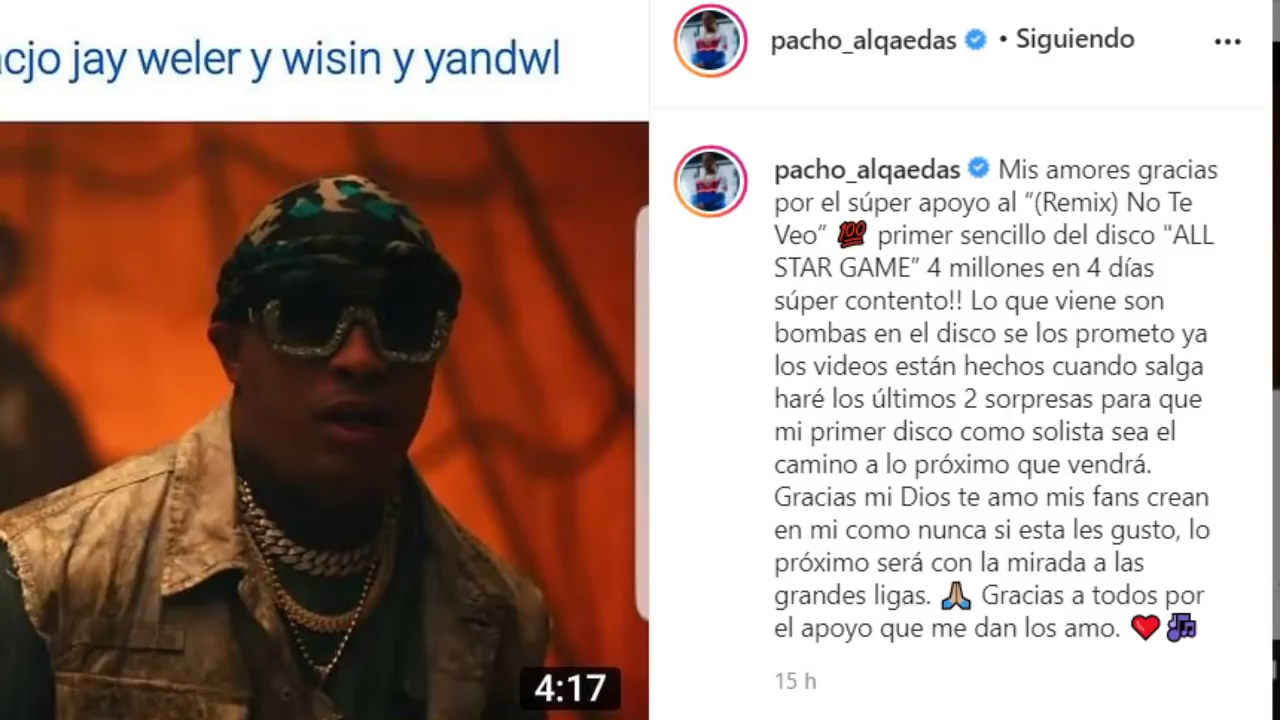 jay weler y wisin y yandwl
4:17
pacho_alqaedas • Siguiendo
pacho_alqaedas Mis amores gracias
por el súper apoyo al “(Remix) No Te
Veo” 💯 primer sencillo del disco "ALL
STAR GAME” 4 millones en 4 días
súper contento!! Lo que viene son
bombas en el disco se los prometo ya
los videos están hechos cuando salga
haré los últimos 2 sorpresas para que
mi primer disco como solista sea el
camino a lo próximo que vendrá.
Gracias mi Dios te amo mis fans crean
en mi como nunca si esta les gusto, lo
próximo será con la mirada a las
grandes ligas. 🙏🏽 Gracias a todos por
el apoyo que me dan los amo. ❤️🎶
15 h